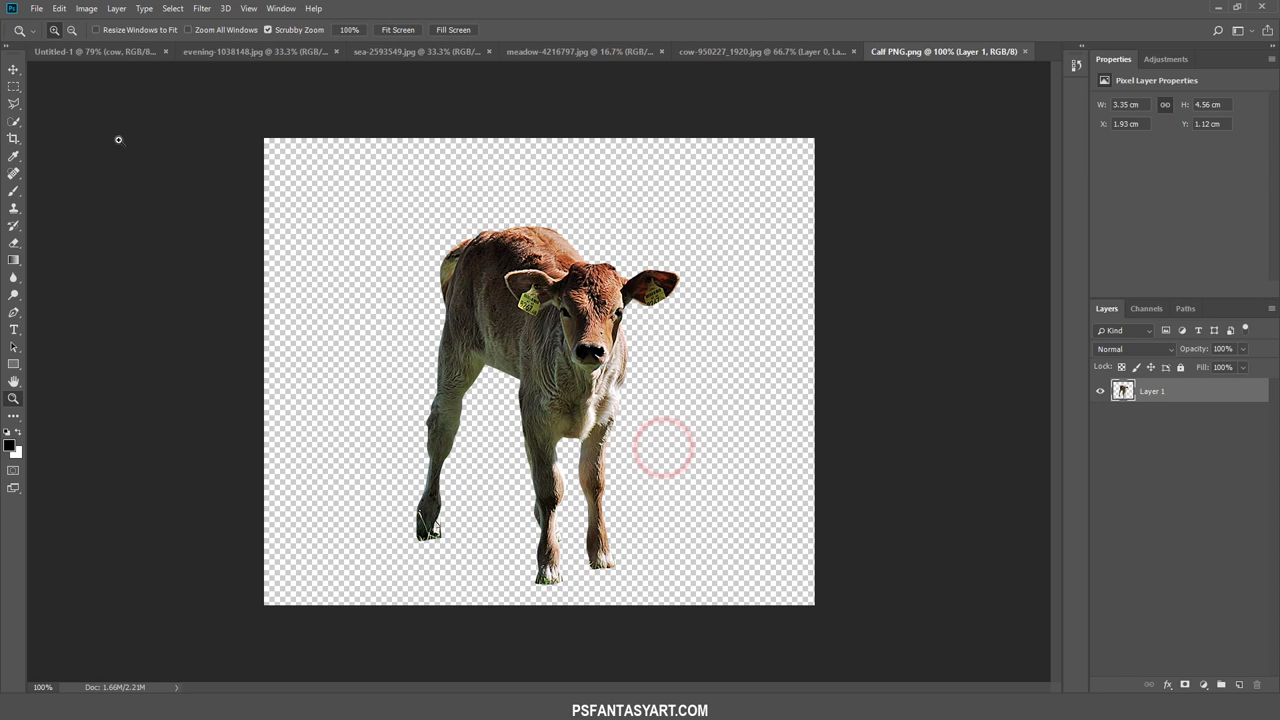 Ps File Edit Image Layer Type Select Filter 3D View Window Help
Resize Windows to Fit Zoom All Windows Scrubby Zoom 100% Fit Screen Fill Screen
Untitled-1 @ 79% (cow, RGB/8... × evening-1038148.jpg @ 33.3% (RGB/... × sea-2593549.jpg @ 33.3% (RGB/... × meadow-4216797.jpg @ 16.7% (RGB/... × cow-950227_1920.jpg @ 66.7% (Layer 0, La... × Calf PNG.png @ 100% (Layer 1, RGB/8) ×
Properties Adjustments
Pixel Layer Properties
W: 3.35 cm H: 4.56 cm
X: 1.93 cm Y: 1.12 cm
Layers Channels Paths
Kind
Normal Opacity: 100%
Lock: Fill: 100%
Layer 1
100% Doc: 1.66M/2.21M
PSFANTASYART.COM